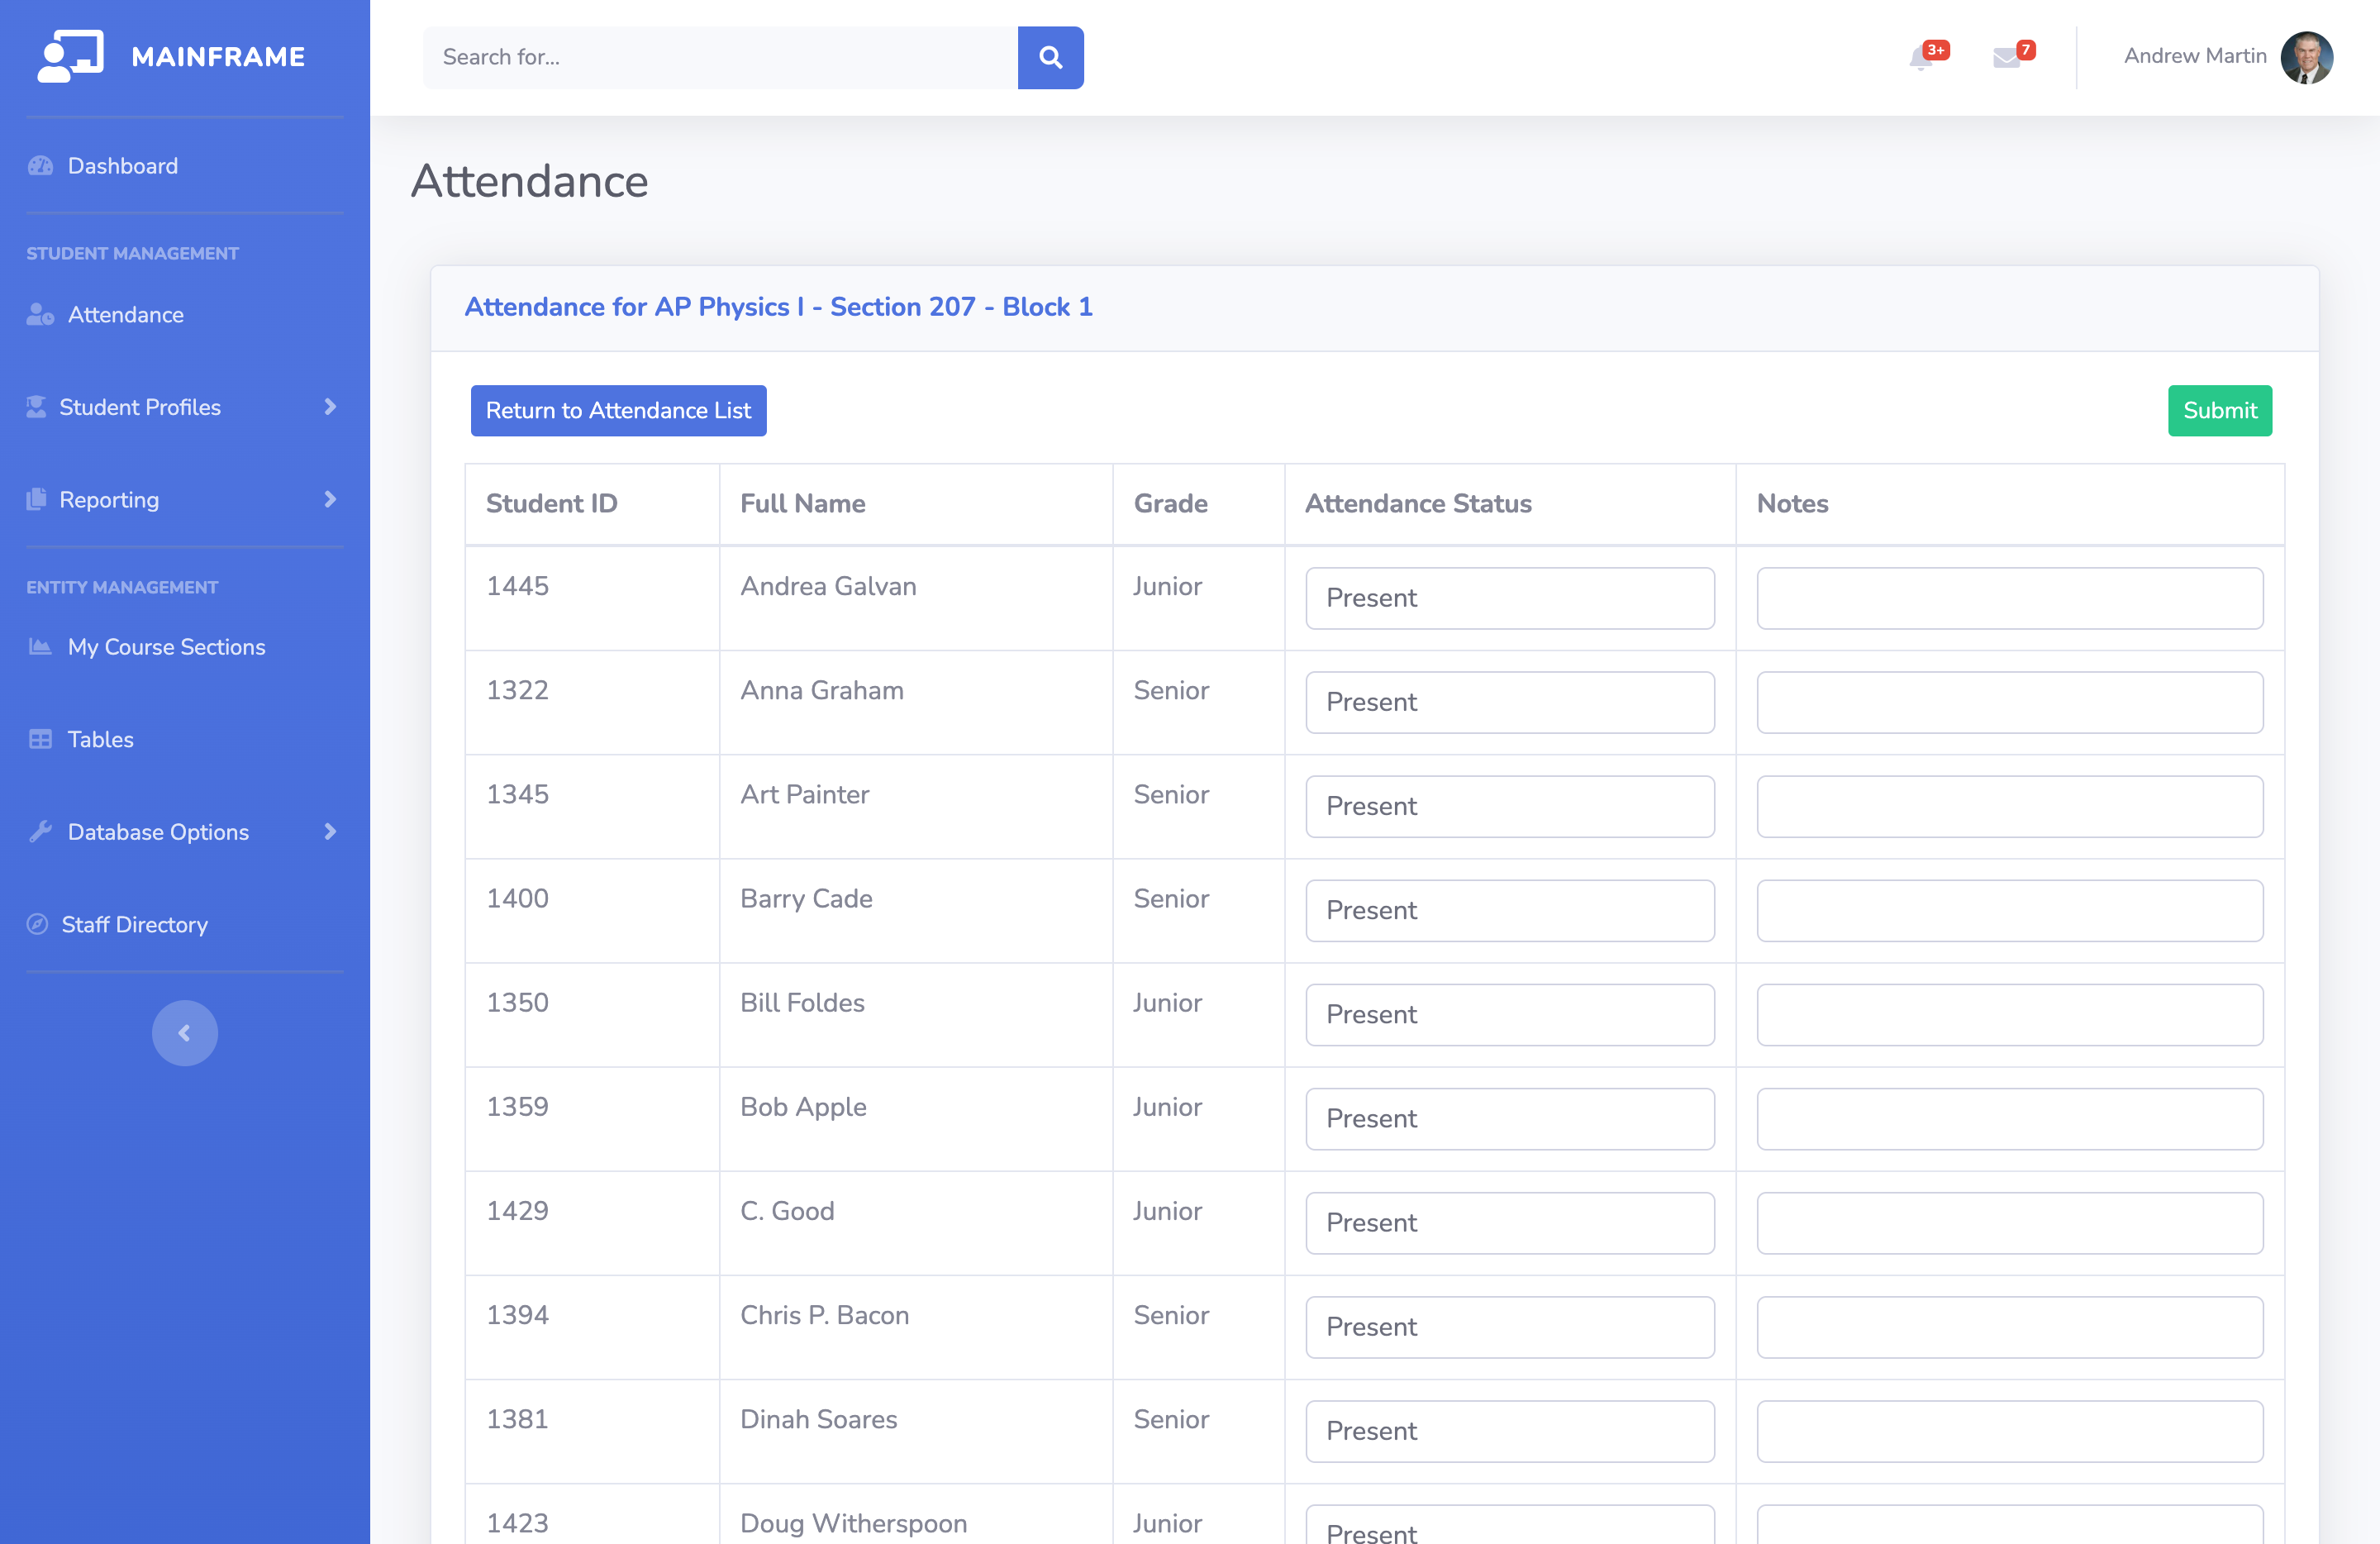 MAINFRAME
Search for...
3+
7
Andrew Martin
Dashboard
STUDENT MANAGEMENT
Attendance
Student Profiles
Reporting
ENTITY MANAGEMENT
My Course Sections
Tables
Database Options
Staff Directory
Attendance
Attendance for AP Physics I - Section 207 - Block 1
Return to Attendance List
Submit
Student ID Full Name Grade Attendance Status Notes
1445 Andrea Galvan Junior Present
1322 Anna Graham Senior Present
1345 Art Painter Senior Present
1400 Barry Cade Senior Present
1350 Bill Foldes Junior Present
1359 Bob Apple Junior Present
1429 C. Good Junior Present
1394 Chris P. Bacon Senior Present
1381 Dinah Soares Senior Present
1423 Doug Witherspoon Junior Present